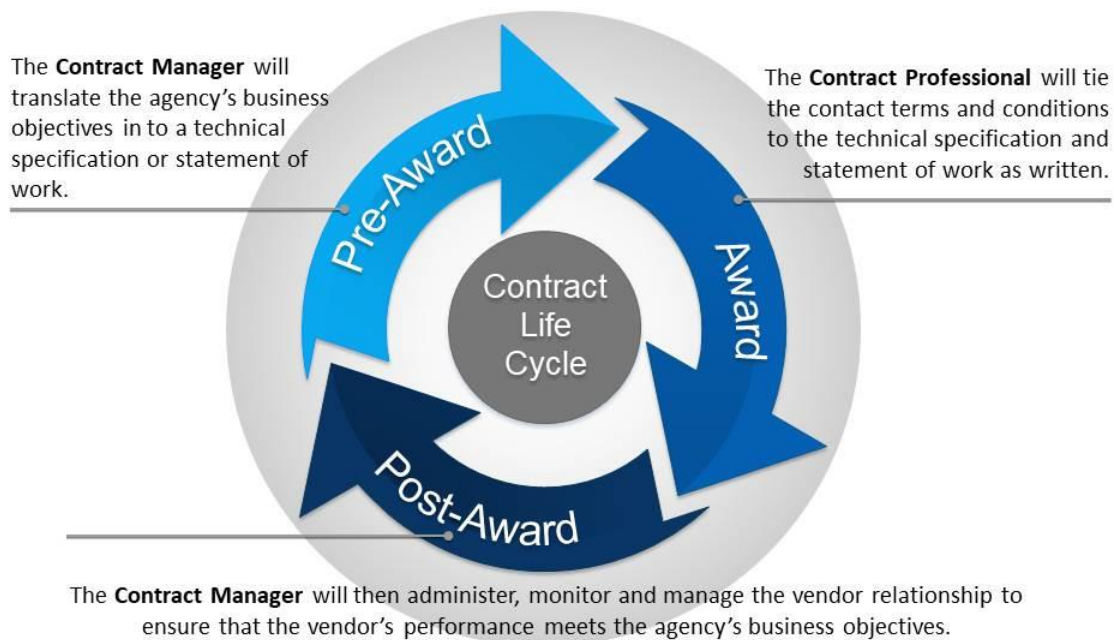 The Contract Manager will
translate the agency's business
objectives in to a technical
specification or statement of
work.
The Contract Professional will tie
the contact terms and conditions
to the technical specification and
statement of work as written.
Pre-Award
Award
Contract
Life
Cycle
Post-Award
The Contract Manager will then administer, monitor and manage the vendor relationship to
ensure that the vendor's performance meets the agency's business objectives.